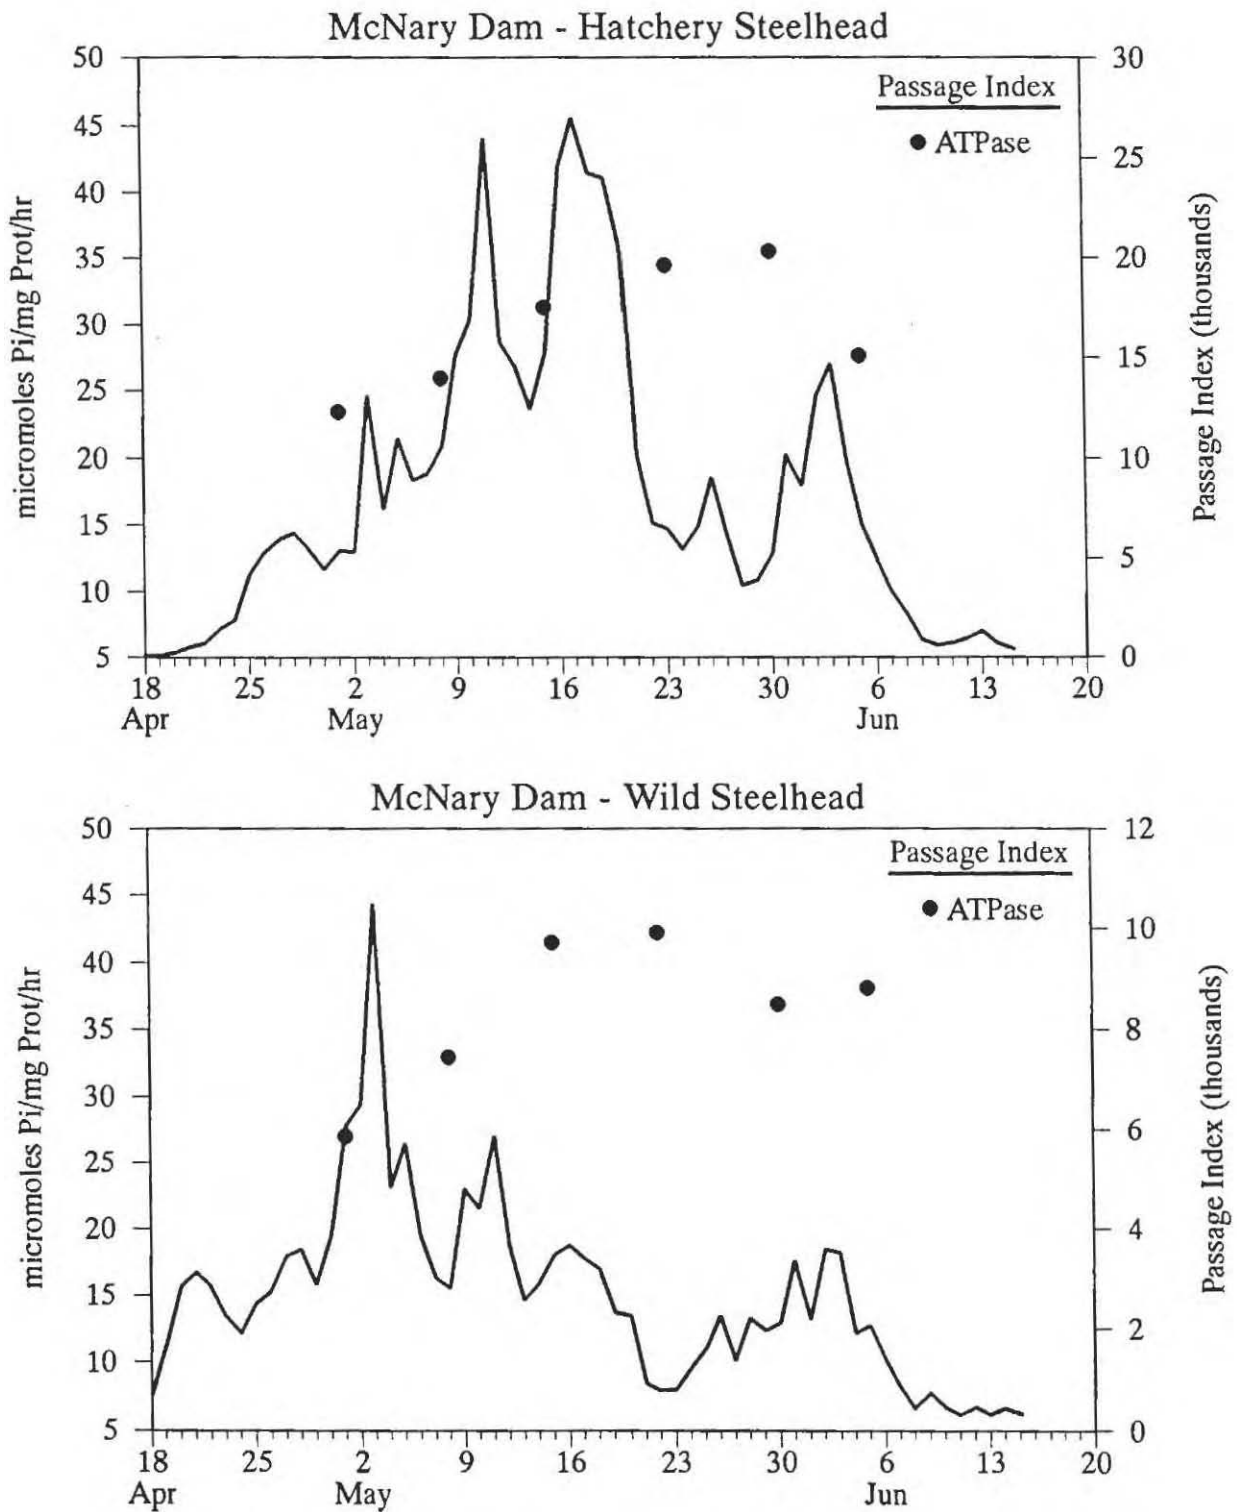 McNary Dam - Hatchery Steelhead
50
45
40
35
30
25
20
15
10
5
micromoles Pi/mg Prot/hr
Passage Index
ATPase
30
25
20
15
10
5
0
Passage Index (thousands)
18 25 2 9 16 23 30 6 13 20
Apr May Jun
McNary Dam - Wild Steelhead
50
45
40
35
30
25
20
15
10
5
micromoles Pi/mg Prot/hr
Passage Index
ATPase
12
10
8
6
4
2
0
Passage Index (thousands)
18 25 2 9 16 23 30 6 13 20
Apr May Jun